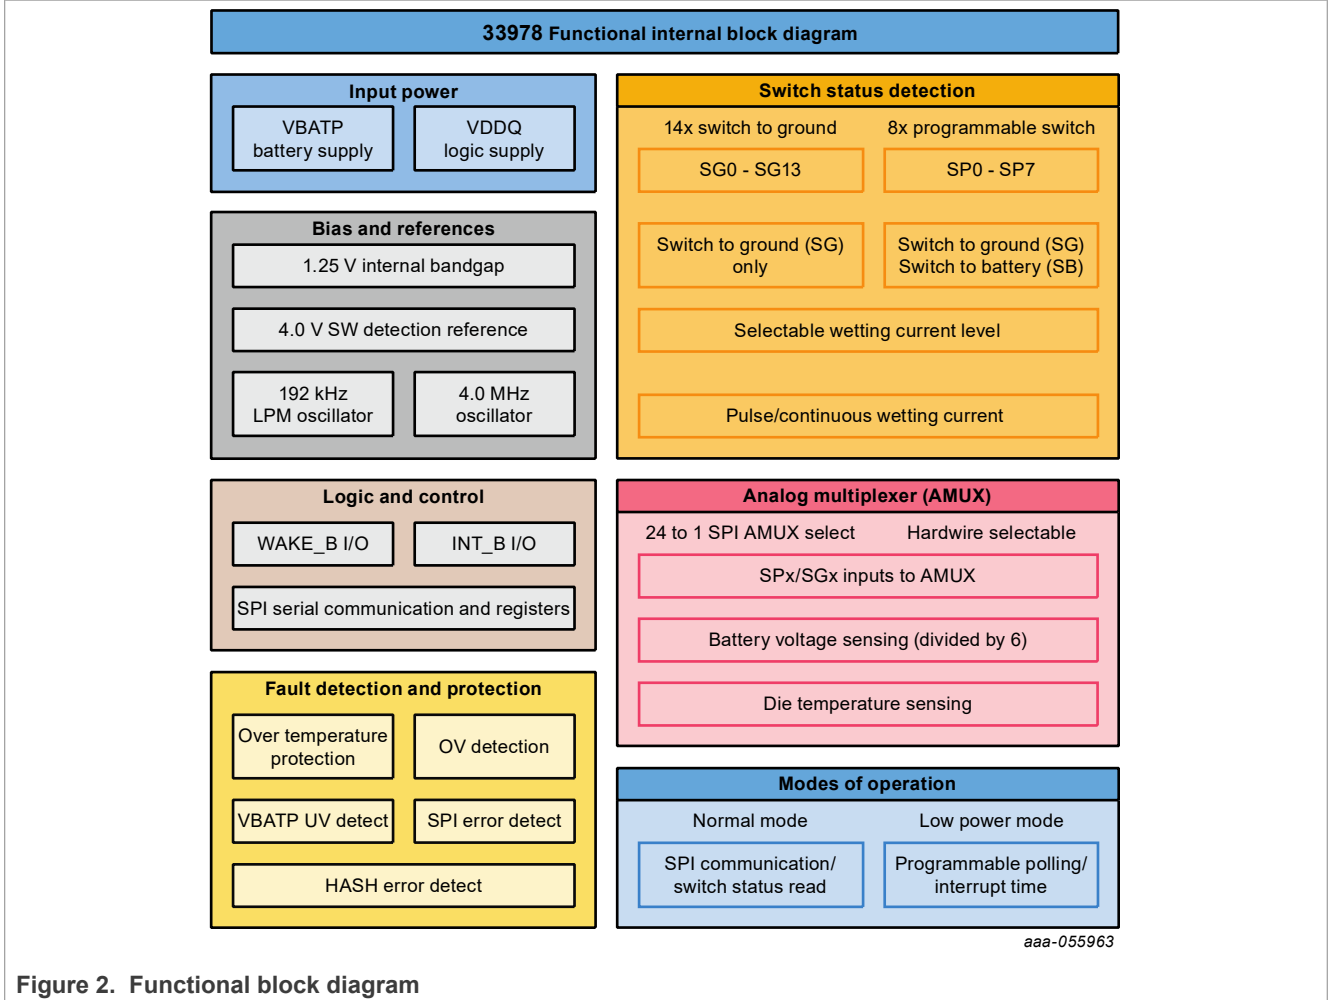 33978 Functional internal block diagram
Input power
VBATP
battery supply
VDDQ
logic supply
Bias and references
1.25 V internal bandgap
4.0 V SW detection reference
192 kHz
LPM oscillator
4.0 MHz
oscillator
Logic and control
WAKE_B I/O
INT_B I/O
SPI serial communication and registers
Fault detection and protection
Over temperature
protection
OV detection
VBATP UV detect
SPI error detect
HASH error detect
Switch status detection
14x switch to ground
8x programmable switch
SG0 - SG13
SP0 - SP7
Switch to ground (SG)
only
Switch to ground (SG)
Switch to battery (SB)
Selectable wetting current level
Pulse/continuous wetting current
Analog multiplexer (AMUX)
24 to 1 SPI AMUX select
Hardwire selectable
SPx/SGx inputs to AMUX
Battery voltage sensing (divided by 6)
Die temperature sensing
Modes of operation
Normal mode
Low power mode
SPI communication/
switch status read
Programmable polling/
interrupt time
aaa-055963
Figure 2. Functional block diagram